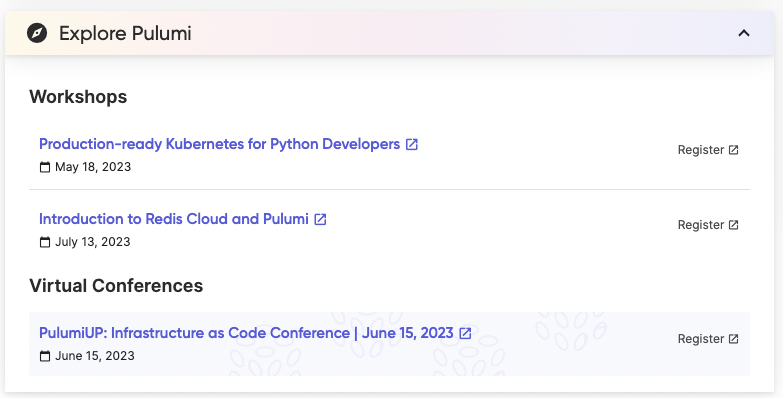 Explore Pulumi
Workshops
Production-ready Kubernetes for Python Developers
Register
May 18, 2023
Introduction to Redis Cloud and Pulumi
Register
July 13, 2023
Virtual Conferences
PulumiUP: Infrastructure as Code Conference | June 15, 2023
Register
June 15, 2023